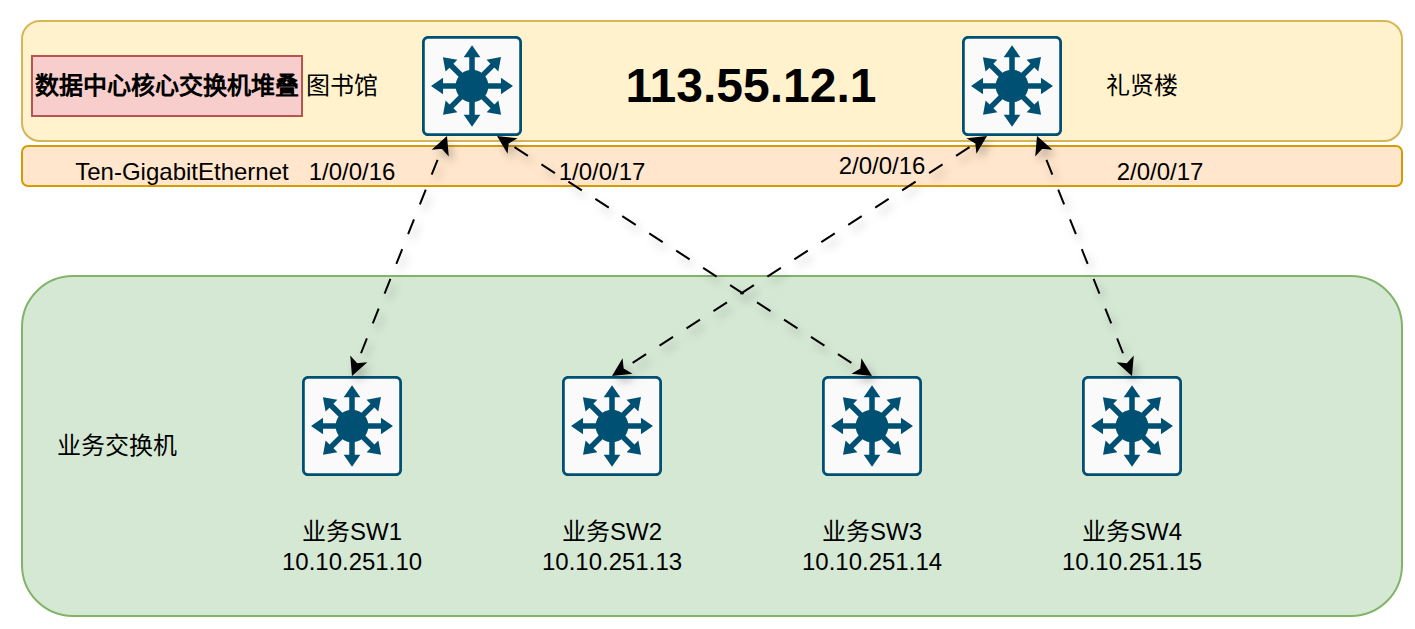 数据中心核心交换机堆叠
图书馆
113.55.12.1
礼贤楼
Ten-GigabitEthernet
1/0/0/16
1/0/0/17
2/0/0/16
2/0/0/17
业务交换机
业务SW1
10.10.251.10
业务SW2
10.10.251.13
业务SW3
10.10.251.14
业务SW4
10.10.251.15